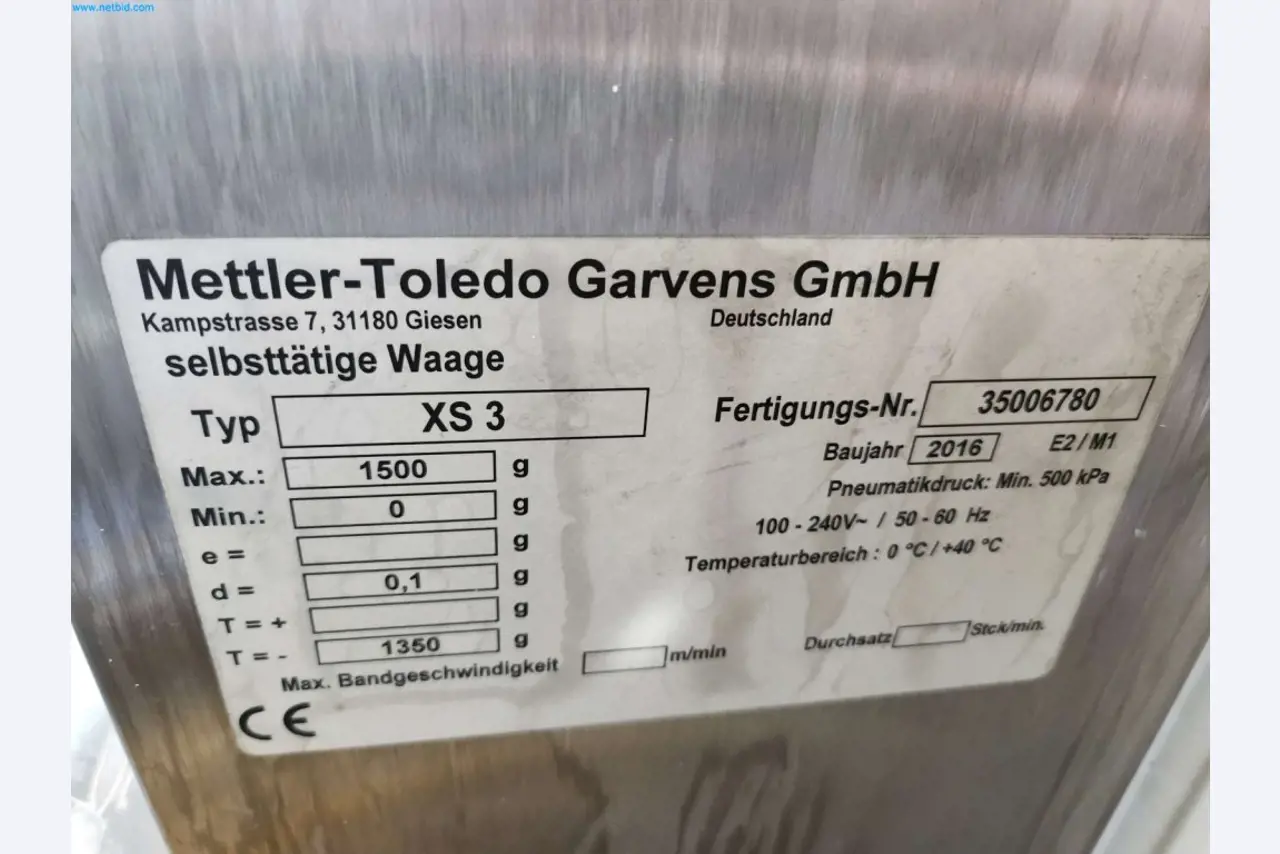 www.netbid.com
Mettler-Toledo Garvens GmbH
Kampstrasse 7, 31180 Giesen Deutschland
selbsttätige Waage
Typ XS 3
Max.: 1500 g
Min.: 0 g
e = g
d = 0,1 g
T = + g
T = - 1350 g
Max. Bandgeschwindigkeit m/min
Fertigungs-Nr. 35006780
Baujahr 2016 E2 / M1
Pneumatikdruck: Min. 500 kPa
100 - 240V~ / 50 - 60 Hz
Temperaturbereich : 0 °C / +40 °C
Durchsatz Stck/min.
CE